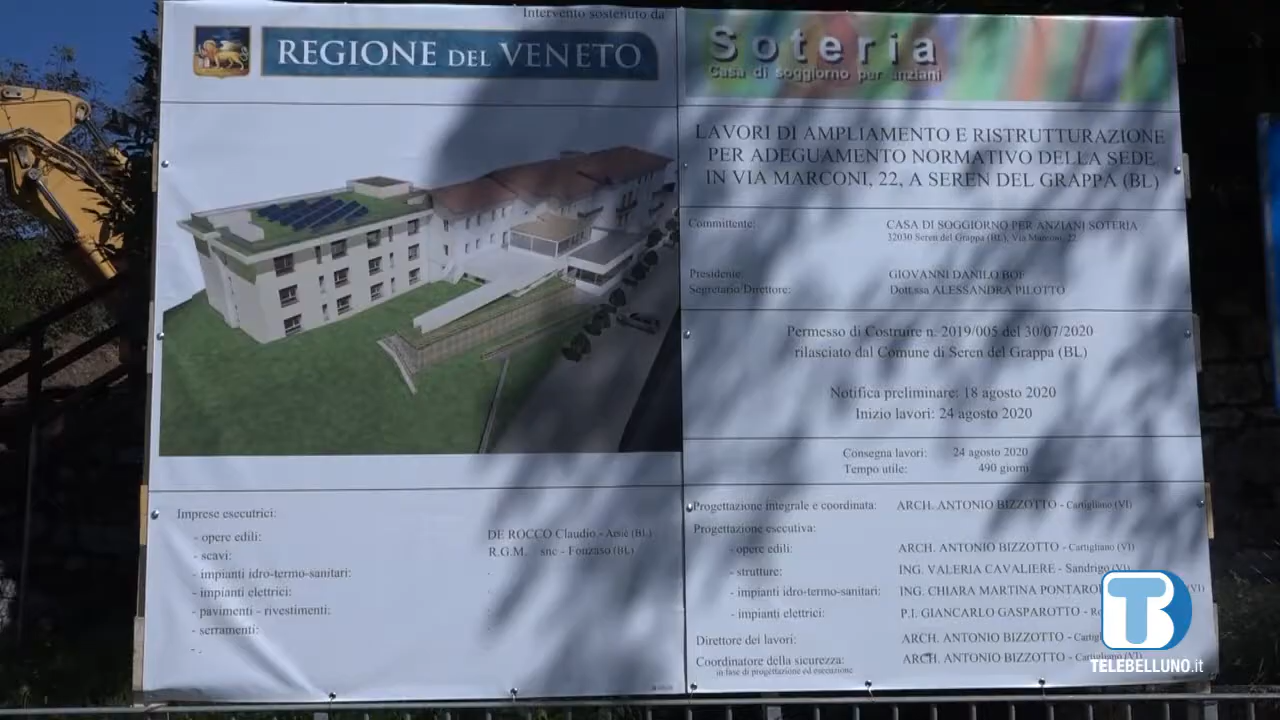 Intervento sostenuto da
REGIONE DEL VENETO
Soteria
Casa di soggiorno per anziani
LAVORI DI AMPLIAMENTO E RISTRUTTURAZIONE
PER ADEGUAMENTO NORMATIVO DELLA SEDE
IN VIA MARCONI, 22, A SEREN DEL GRAPPA (BL)
Committente: CASA DI SOGGIORNO PER ANZIANI SOTERIA
32030 Seren del Grappa (BL), Via Marconi, 22
Presidente: GIOVANNI DANILO BOF
Segretario Direttore: Dott.ssa ALESSANDRA PILOTTO
Permesso di Costruire n. 2019/005 del 30/07/2020
rilasciato dal Comune di Seren del Grappa (BL)
Notifica preliminare: 18 agosto 2020
Inizio lavori: 24 agosto 2020
Consegna lavori: 24 agosto 2020
Tempo utile: 490 giorni
Imprese esecutrici:
- opere edili: DE ROCCO Claudio - (BL)
- scavi: R.G.M. snc - Fonzaso (BL)
- impianti idro-termo-sanitari:
- impianti elettrici:
- pavimenti - rivestimenti:
- serramenti:
- .
Progettazione integrale e coordinata: ARCH. ANTONIO BIZZOTTO - Cartigliano (VI)
Progettazione esecutiva:
- opere edili: ARCH. ANTONIO BIZZOTTO - Cartigliano (VI)
- strutture: ING. VALERIA CAVALIERE - Sandrigo (VI)
- impianti idro-termo-sanitari: ING. CHIARA MARTINA
- impianti elettrici: P.I. GIANCARLO GASPAROTTO -
Direttore dei lavori: ARCH. ANTONIO BIZZOTTO -
Coordinatore della sicurezza: ARCH. ANTONIO BIZZOTTO - Cartigliano (VI)
in fase di progettazione ed esecuzione
TB
TELEBELLUNO.it